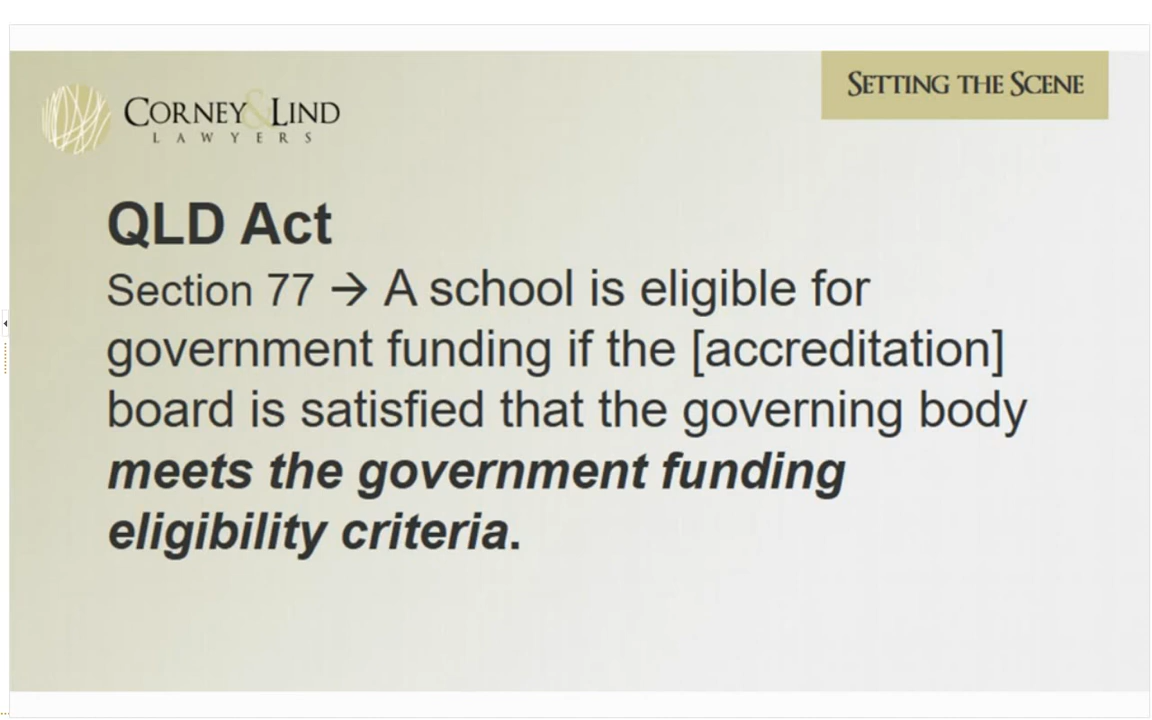 CORNEY&LIND
LAWYERS
SETTING THE SCENE
QLD Act
Section 77 → A school is eligible for
government funding if the [accreditation]
board is satisfied that the governing body
meets the government funding
eligibility criteria.